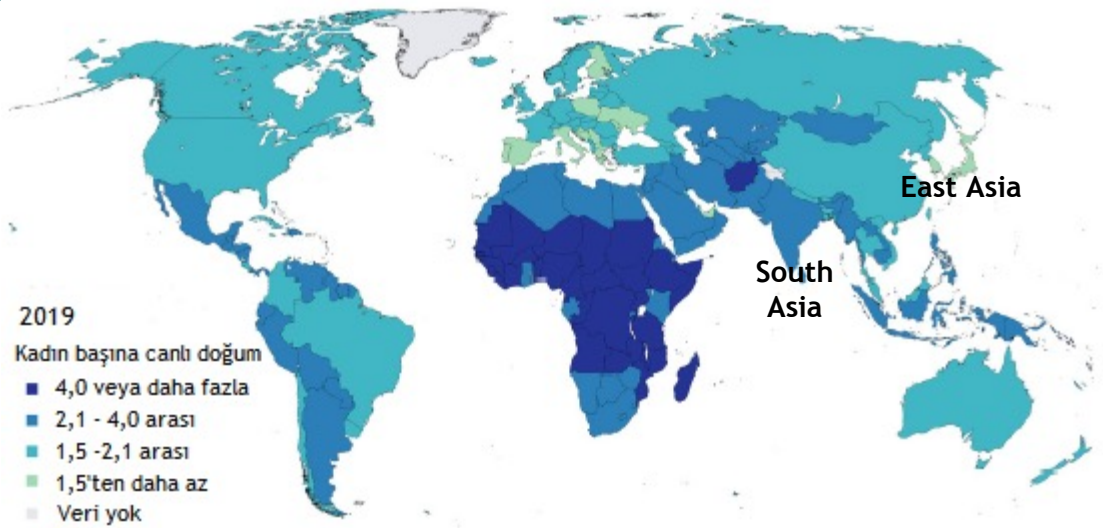 East Asia
South
Asia
2019
Kadın başına canlı doğum
4,0 veya daha fazla
2,1 - 4,0 arası
1,5 -2,1 arası
1,5'ten daha az
Veri yok